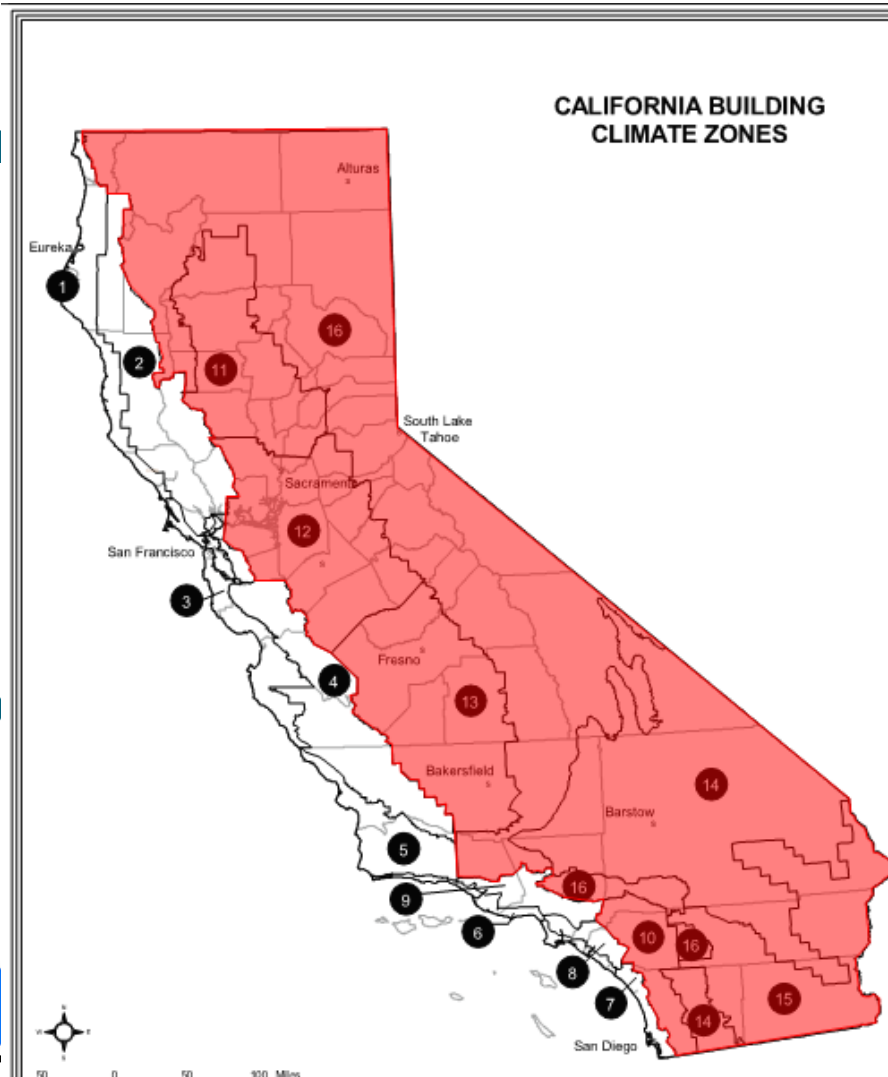 CALIFORNIA BUILDING
CLIMATE ZONES
Alturas
Eureka
1
16
2
11
South Lake
Tahoe
Sacramento
12
San Francisco
3
Fresno
4
13
Bakersfield
14
Barstow
5
16
9
10
6
16
8
15
7
14
San Diego
N
W
E
S
50 0 50 100 Miles